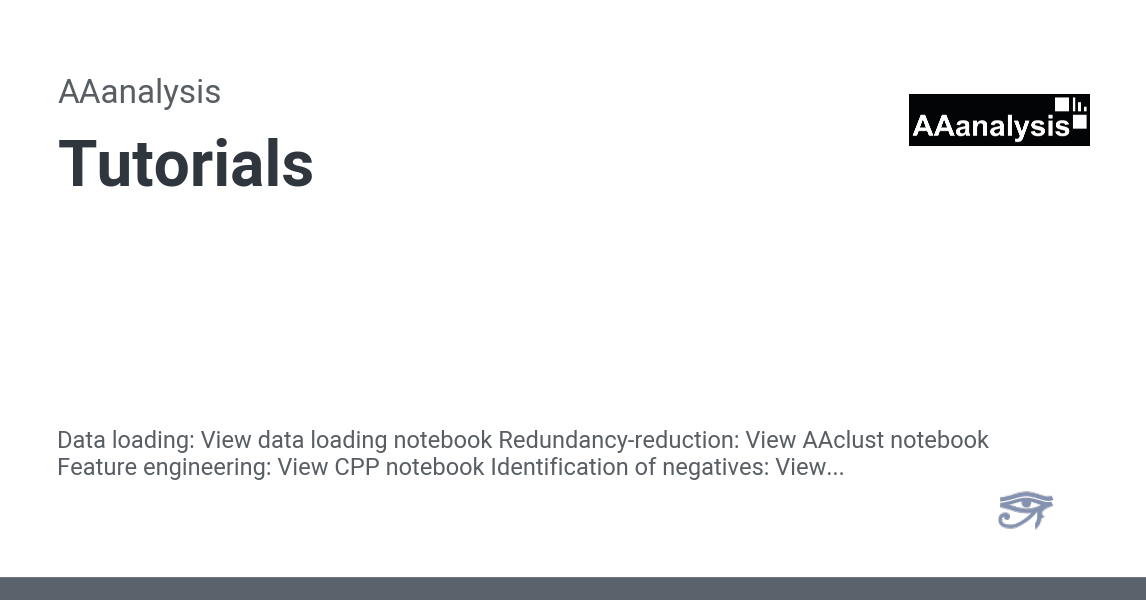 AAanalysis
AAanalysis
Tutorials
Data loading: View data loading notebook Redundancy-reduction: View AAclust notebook
Feature engineering: View CPP notebook Identification of negatives: View...